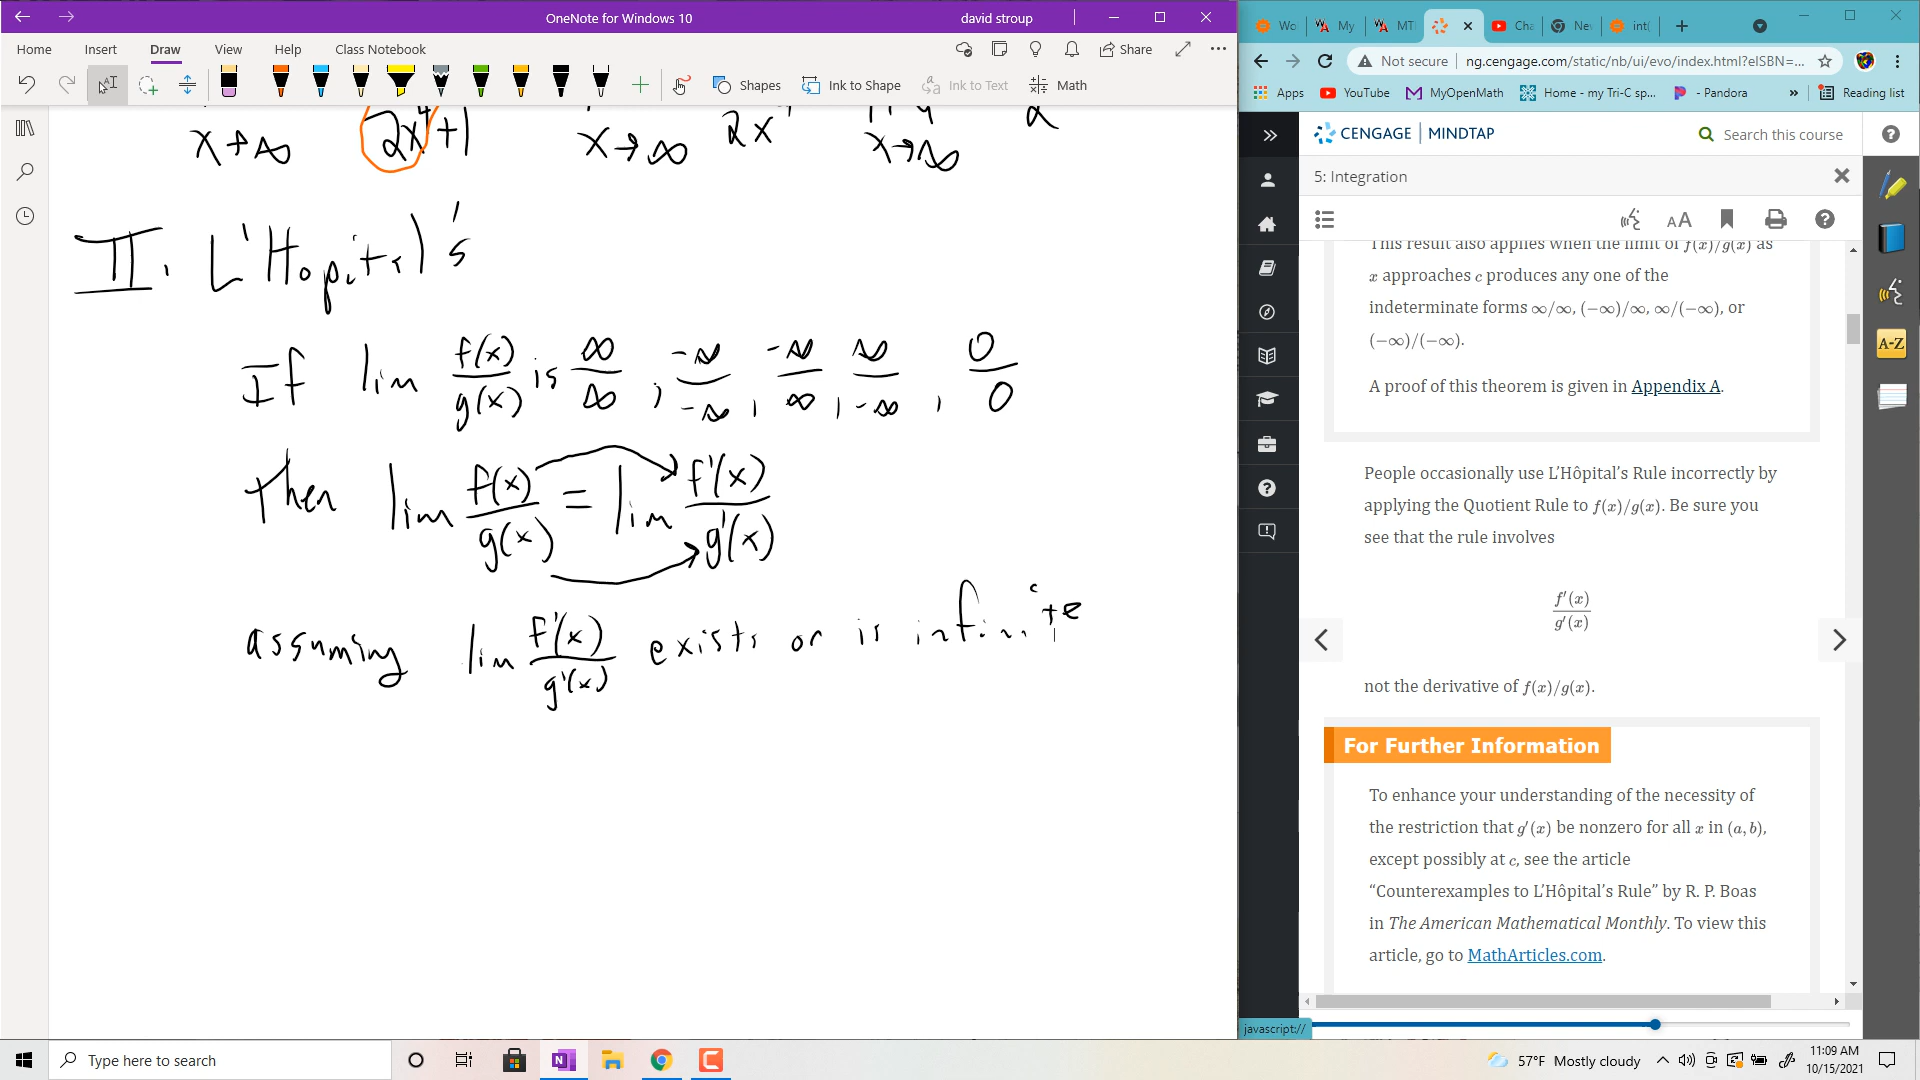 OneNote for Windows 10
david stroup
Home Insert Draw View Help Class Notebook
Share
Shapes Ink to Shape Ink to Text Math
x→∞ 2x⁴+1 x→∞ 2x x→∞ 2
II. L'Hopital's
If lim f(x)/g(x) is ∞/∞, -∞/-∞, -∞/∞, ∞/-∞, 0/0
then lim f(x)/g(x) = lim f'(x)/g'(x)
assuming lim f'(x)/g'(x) exists or is infinite
Wo My MT Cha Nev int(
Not secure ng.cengage.com/static/nb/ui/evo/index.html?eISBN=...
Apps YouTube MyOpenMath Home - my Tri-C sp... - Pandora » Reading list
CENGAGE MINDTAP Search this course
5: Integration
AA
A-Z
This result also applies when the limit of f(x)/g(x) as
x approaches c produces any one of the
indeterminate forms ∞/∞, (−∞)/∞, ∞/(−∞), or
(−∞)/(−∞).
A proof of this theorem is given in Appendix A.
People occasionally use L’Hôpital’s Rule incorrectly by
applying the Quotient Rule to f(x)/g(x). Be sure you
see that the rule involves
f′(x)
g′(x)
not the derivative of f(x)/g(x).
For Further Information
To enhance your understanding of the necessity of
the restriction that g′(x) be nonzero for all x in (a, b),
except possibly at c, see the article
“Counterexamples to L’Hôpital’s Rule” by R. P. Boas
in The American Mathematical Monthly. To view this
article, go to MathArticles.com.
javascript://
Type here to search
57°F Mostly cloudy
11:09 AM
10/15/2021